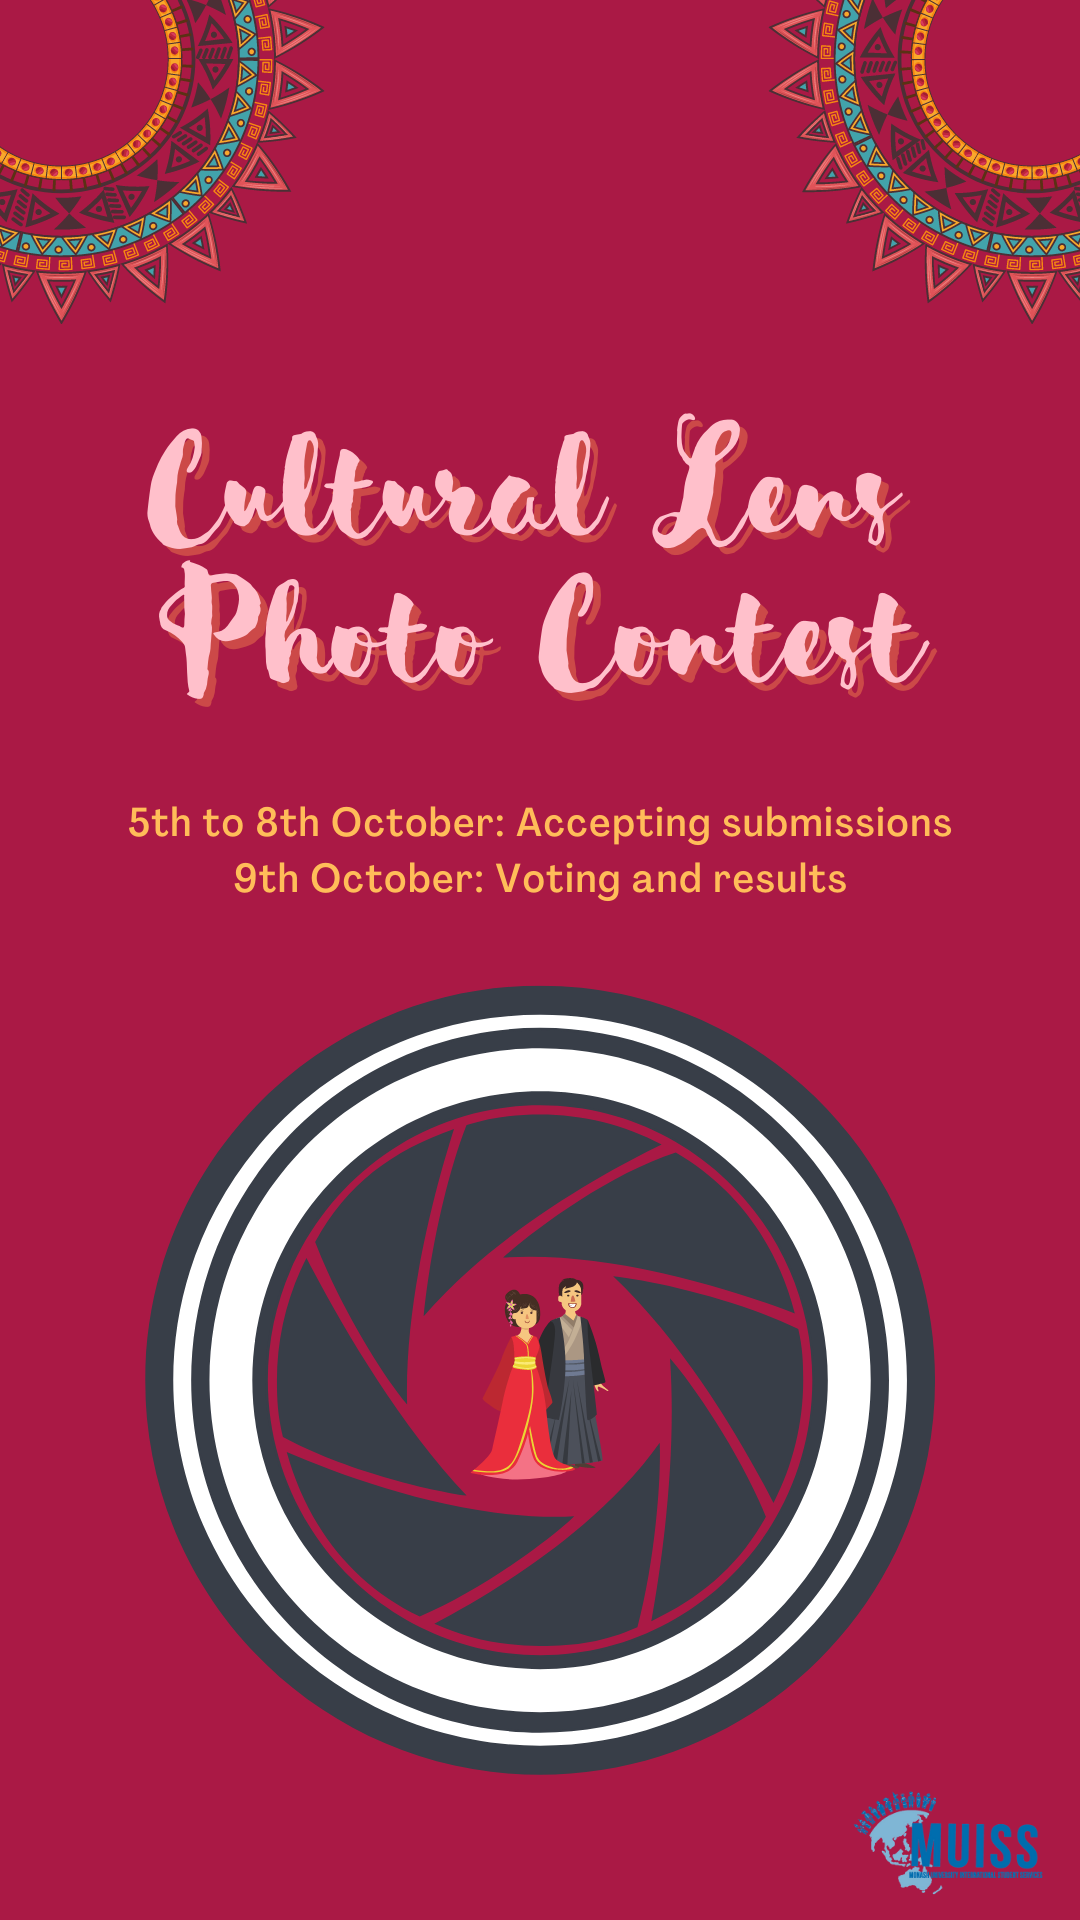 Cultural Lens
Photo Contest
5th to 8th October: Accepting submissions
9th October: Voting and results
MUISS